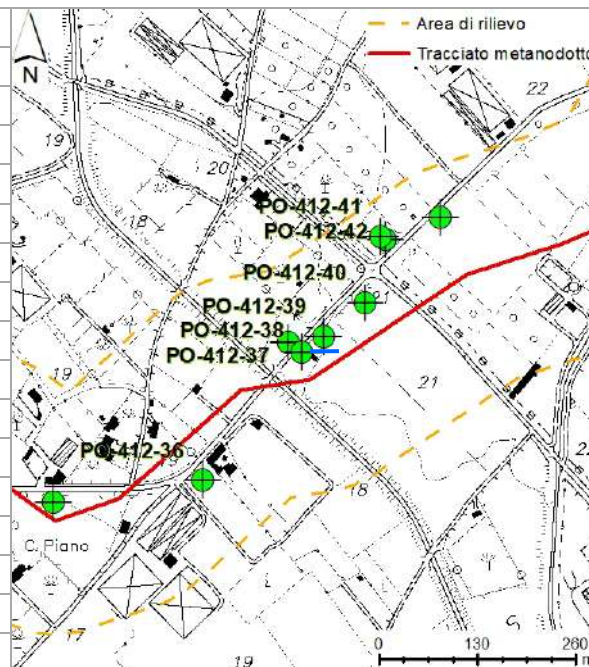 Area di rilievo
Tracciato metanodotto
N
22
19
20
18
PO-412-41
PO-412-42
PO-412-40
PO-412-39
PO-412-38
PO-412-37
21
PO-412-36
22
18
C. Piano
17
19
0 130 260
m